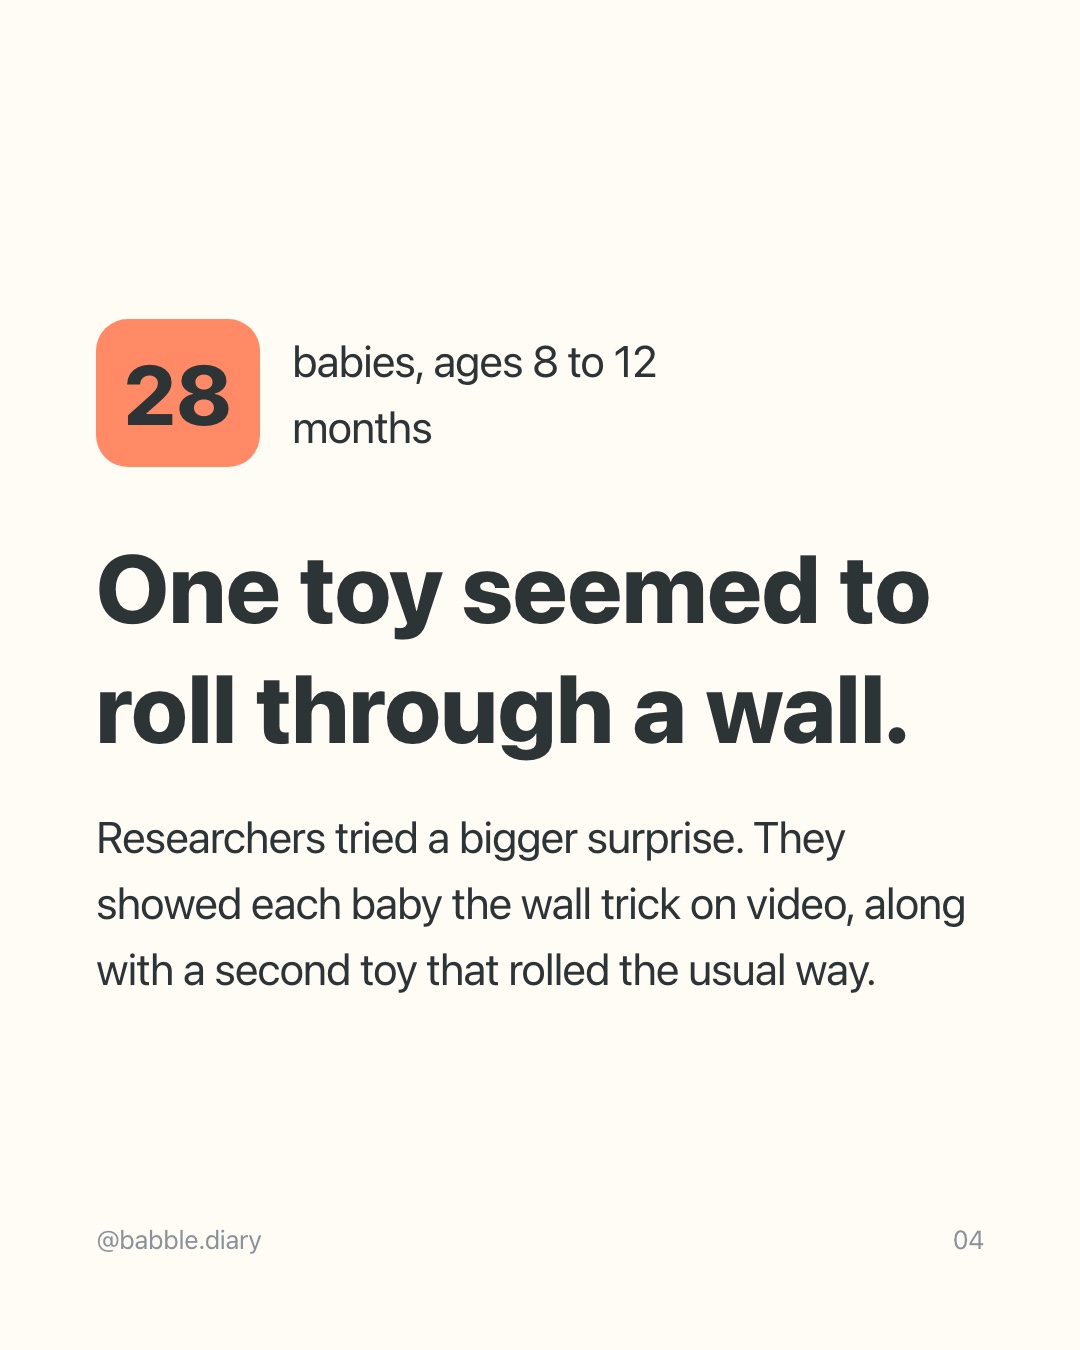 28
babies, ages 8 to 12
months
One toy seemed to
roll through a wall.
Researchers tried a bigger surprise. They
showed each baby the wall trick on video, along
with a second toy that rolled the usual way.
@babble.diary
04